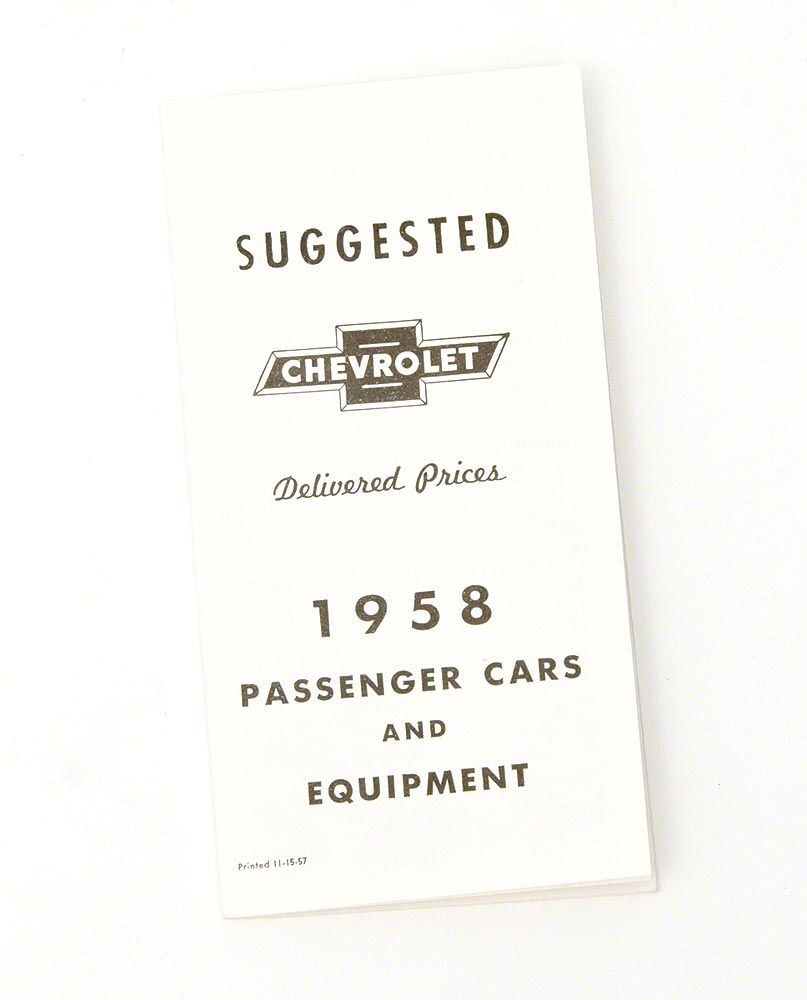 SUGGESTED
CHEVROLET
Delivered Prices
1958
PASSENGER CARS
AND
EQUIPMENT
Printed 11-15-57